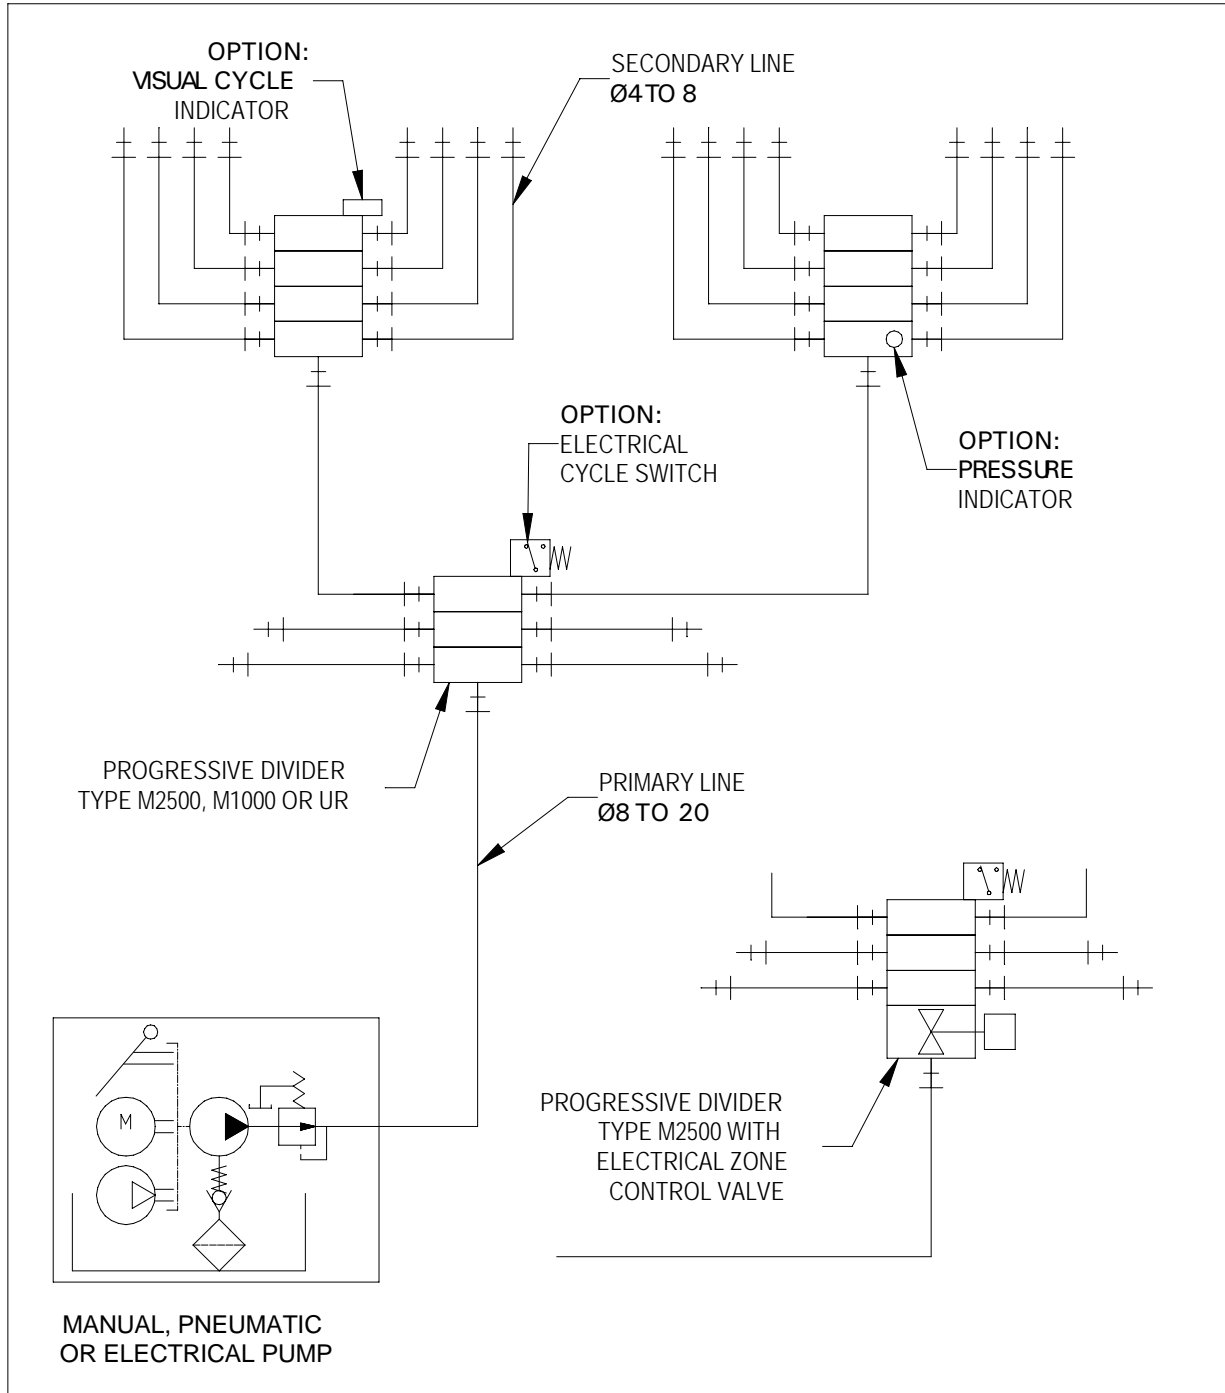 OPTION:
VISUAL CYCLE
INDICATOR
SECONDARY LINE
Ø4 TO 8
OPTION:
ELECTRICAL
CYCLE SWITCH
OPTION:
PRESSURE
INDICATOR
PROGRESSIVE DIVIDER
TYPE M2500, M1000 OR UR
PRIMARY LINE
Ø8 TO 20
PROGRESSIVE DIVIDER
TYPE M2500 WITH
ELECTRICAL ZONE
CONTROL VALVE
M
MANUAL, PNEUMATIC
OR ELECTRICAL PUMP